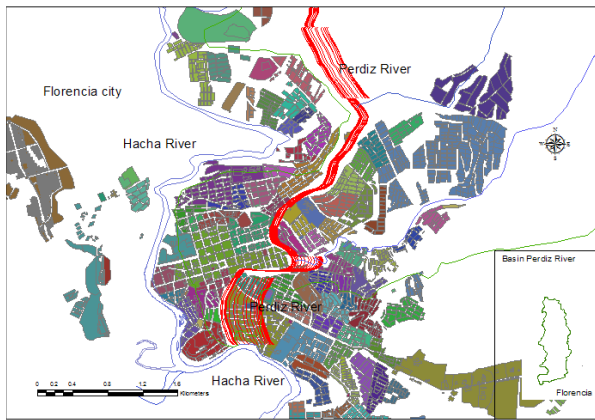 Perdiz River
Florencia city
Hacha River
N
W E
S
Basin Perdiz River
Perdiz River
Hacha River
Florencia
0 0.2 0.4 0.8 1.2 1.6
Kilometers